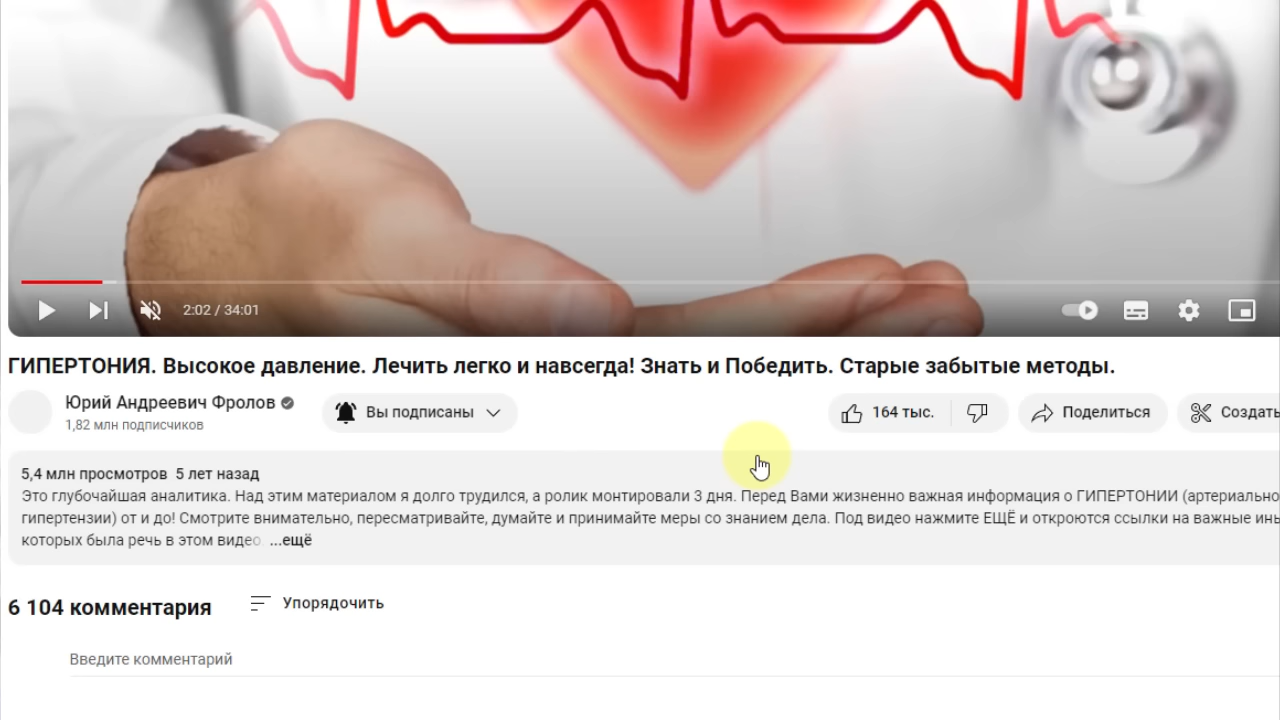 2:02 / 34:01
ГИПЕРТОНИЯ. Высокое давление. Лечить легко и навсегда! Знать и Победить. Старые забытые методы.
Юрий Андреевич Фролов
1,82 млн подписчиков
Вы подписаны
164 тыс.
Поделиться
Создать
5,4 млн просмотров 5 лет назад
Это глубочайшая аналитика. Над этим материалом я долго трудился, а ролик монтировали 3 дня. Перед Вами жизненно важная информация о ГИПЕРТОНИИ (артериально
гипертензии) от и до! Смотрите внимательно, пересматривайте, думайте и принимайте меры со знанием дела. Под видео нажмите ЕЩЁ и откроются ссылки на важные ины
которых была речь в этом видео. ...ещё
6 104 комментария
Упорядочить
Введите комментарий